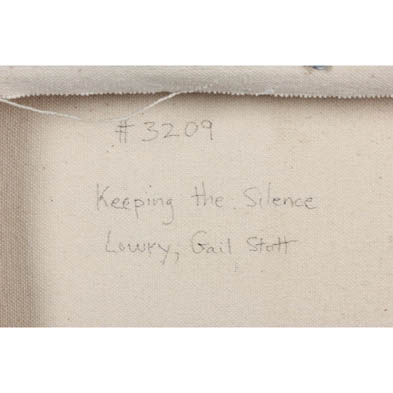 #3209
Keeping the Silence
Lowry, Gail Stott